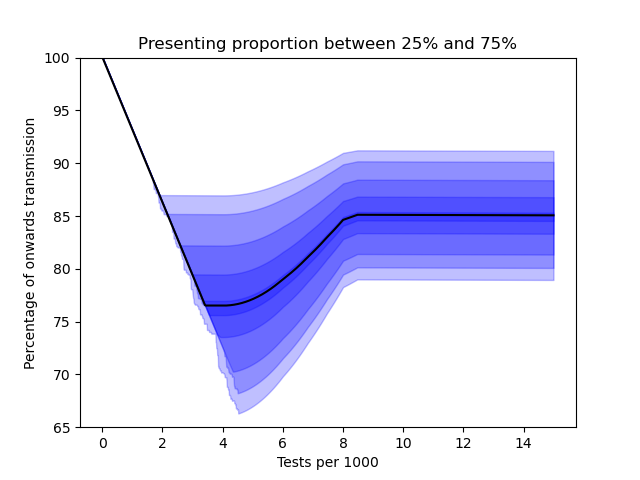 Presenting proportion between 25% and 75%
100
95
90
85
80
75
70
65
Percentage of onwards transmission
0 2 4 6 8 10 12 14
Tests per 1000